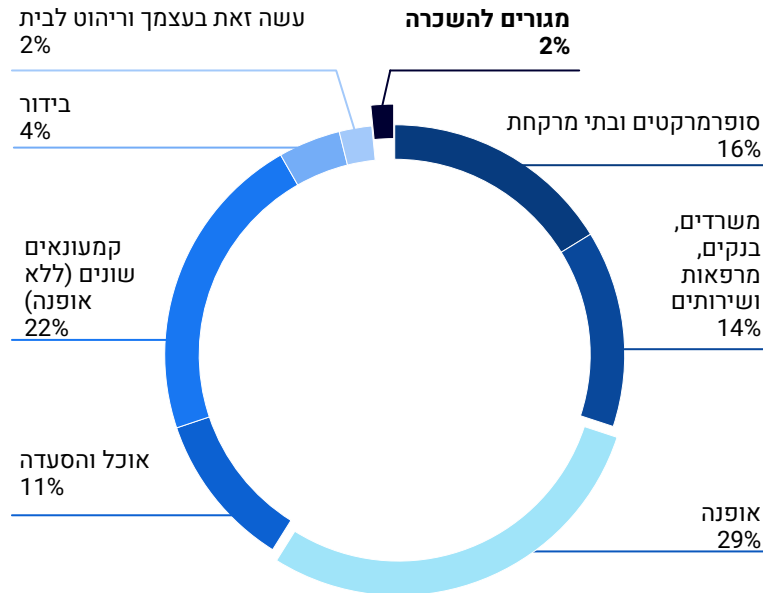 מגורים להשכרה
2%
סופרמרקטים ובתי מרקחת
16%
משרדים,
בנקים,
מרפאות
ושירותים
14%
אופנה
29%
אוכל והסעדה
11%
קמעונאים
שונים (ללא
אופנה)
22%
בידור
4%
עשה זאת בעצמך וריהוט לבית
2%